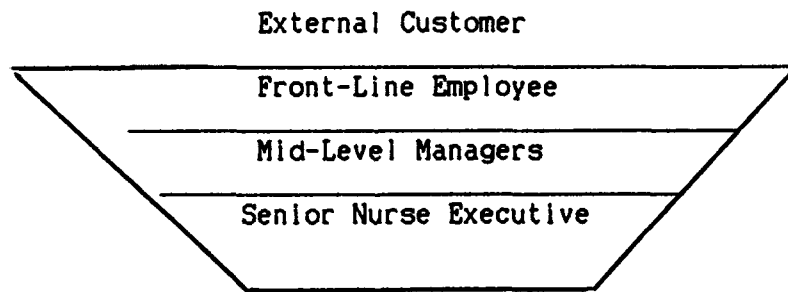 External Customer
Front-Line Employee
Mid-Level Managers
Senior Nurse Executive